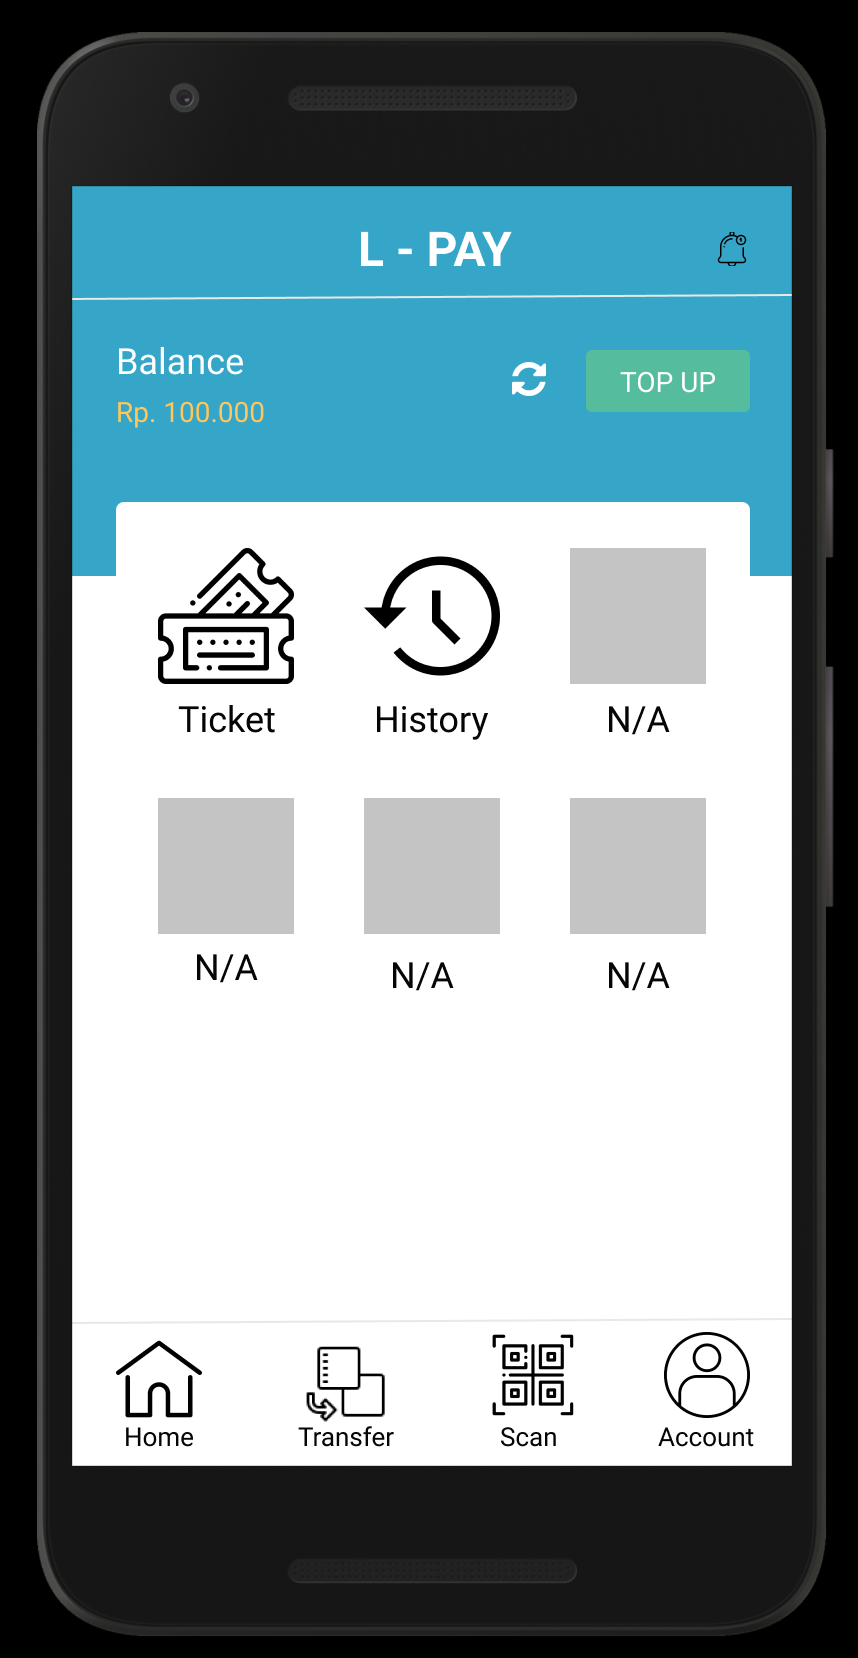 L - PAY
Balance
TOP UP
Rp. 100.000
Ticket
History
N/A
N/A
N/A
N/A
Home
Transfer
Scan
Account